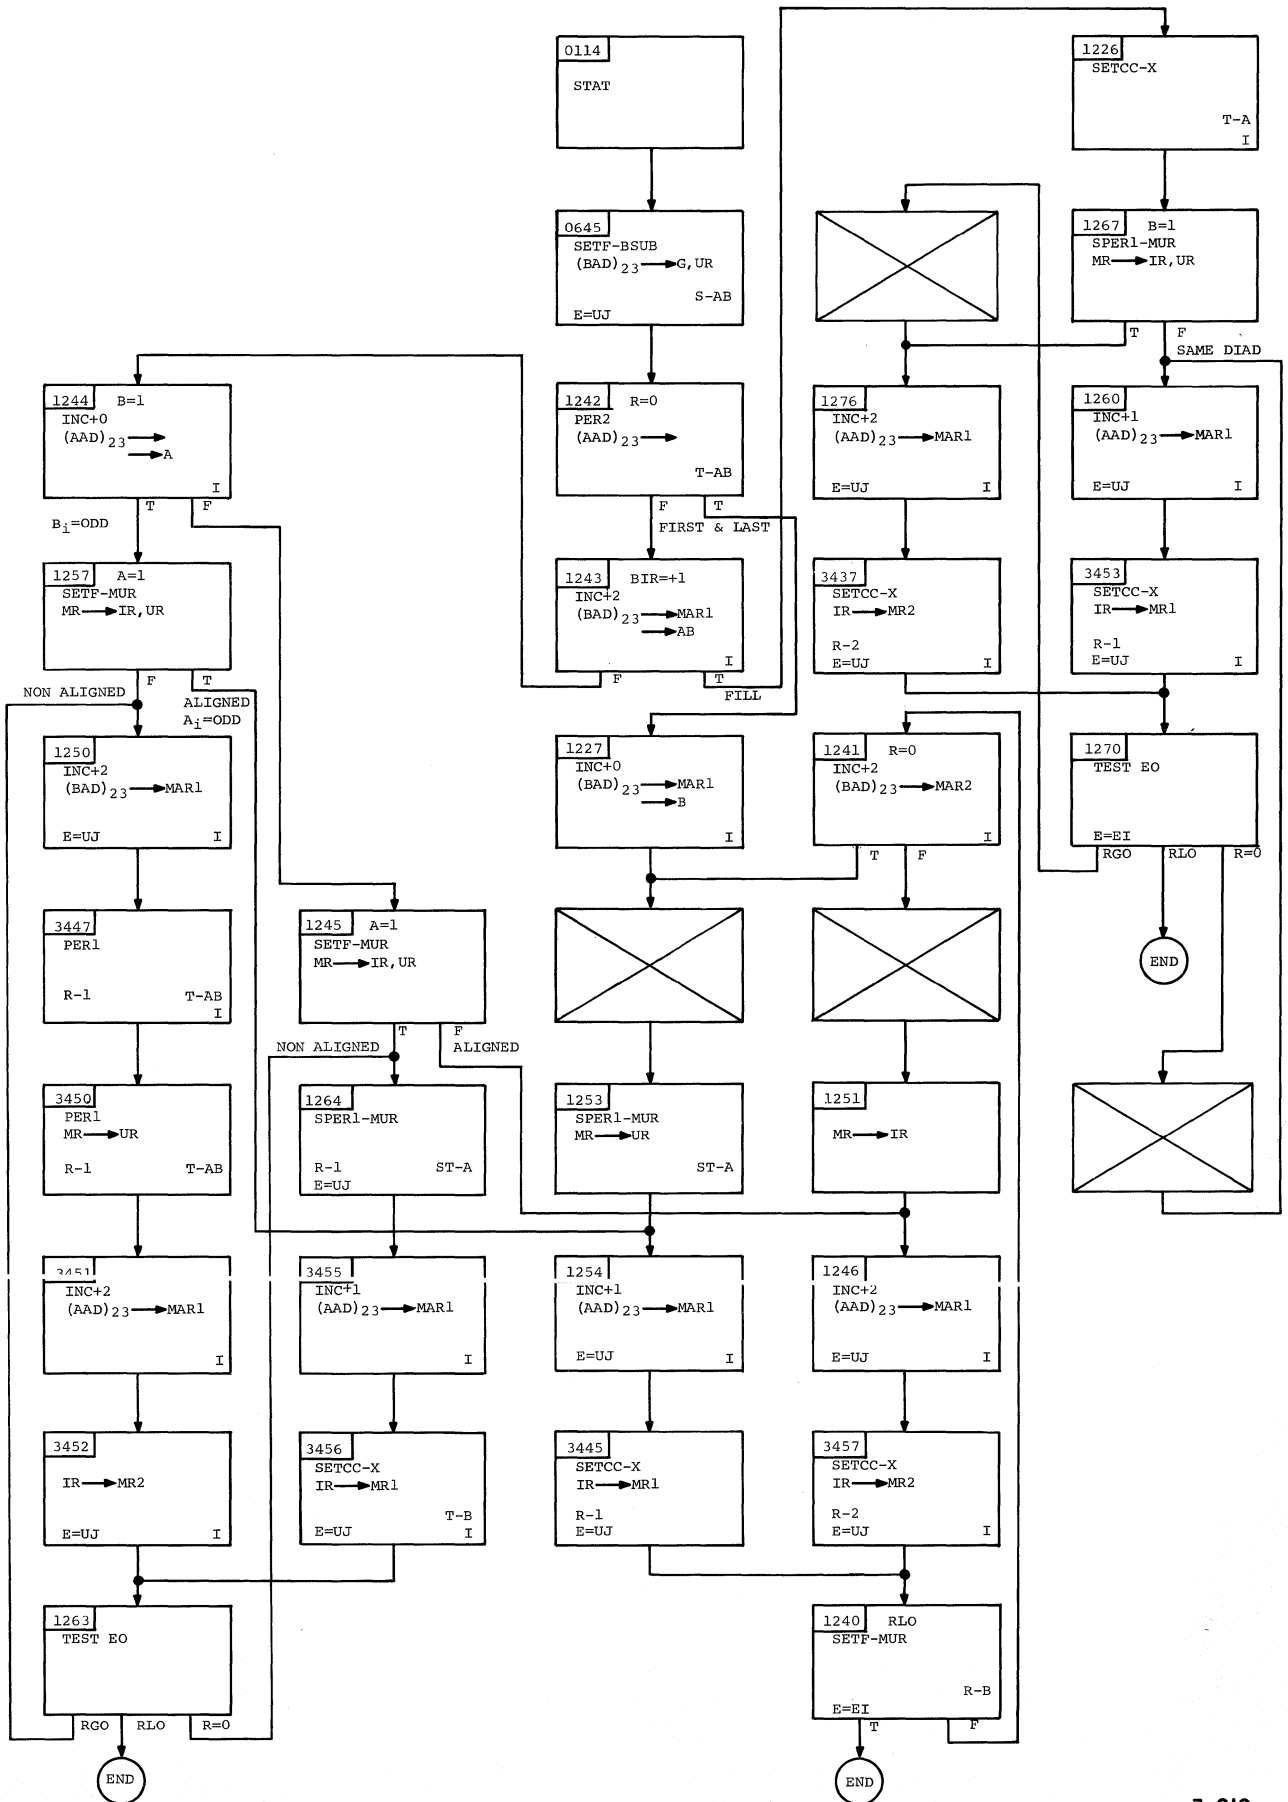 0114
STAT
1226
SETCC-X
T-A
I
0645
SETF-BSUB
(BAD)23 → G,UR
S-AB
E=UJ
1267 B=1
SPER1-MUR
MR → IR,UR
T F
SAME DIAD
1244 B=1
INC+0
(AAD)23 →
→ A
I
T F
Bi=ODD
1242 R=0
PER2
(AAD)23 →
T-AB
F T
FIRST & LAST
1276
INC+2
(AAD)23 → MAR1
E=UJ I
1260
INC+1
(AAD)23 → MAR1
E=UJ I
1257 A=1
SETF-MUR
MR → IR,UR
F T
NON ALIGNED
ALIGNED
Ai=ODD
1243 BIR=+1
INC+2
(BAD)23 → MAR1
→ AB
I
F T
FILL
3437
SETCC-X
IR → MR2
R-2
E=UJ I
3453
SETCC-X
IR → MR1
R-1
E=UJ I
1250
INC+2
(BAD)23 → MAR1
E=UJ I
1227
INC+0
(BAD)23 → MAR1
→ B
I
1241 R=0
INC+2
(BAD)23 → MAR2
I
T F
1270
TEST EO
E=EI
RGO RLO R=0
END
3447
PER1
R-1 T-AB
I
1245 A=1
SETF-MUR
MR → IR,UR
T F
NON ALIGNED ALIGNED
3450
PER1
MR → UR
R-1 T-AB
1264
SPER1-MUR
R-1 ST-A
E=UJ
1253
SPER1-MUR
MR → UR
ST-A
1251
MR → IR
3451
INC+2
(AAD)23 → MAR1
I
3455
INC+1
(AAD)23 → MAR1
I
1254
INC+1
(AAD)23 → MAR1
E=UJ I
1246
INC+2
(AAD)23 → MAR1
E=UJ I
3452
IR → MR2
E=UJ I
3456
SETCC-X
IR → MR1
T-B
E=UJ I
3445
SETCC-X
IR → MR1
R-1
E=UJ
3457
SETCC-X
IR → MR2
R-2
E=UJ I
1263
TEST EO
RGO RLO R=0
END
1240 RLO
SETF-MUR
R-B
E=EI
T F
END